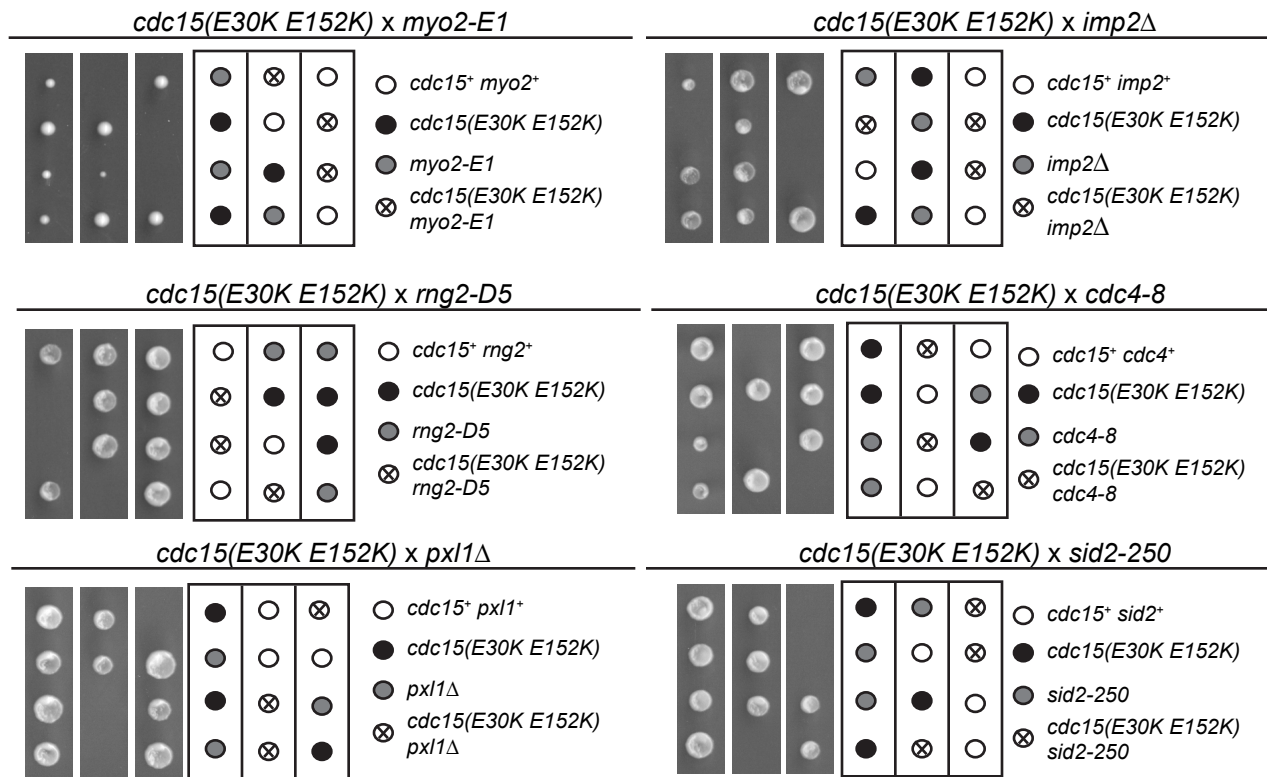 cdc15(E30K E152K) x myo2-E1
cdc15⁺ myo2⁺
cdc15(E30K E152K)
myo2-E1
cdc15(E30K E152K)
myo2-E1
cdc15(E30K E152K) x imp2Δ
cdc15⁺ imp2⁺
cdc15(E30K E152K)
imp2Δ
cdc15(E30K E152K)
imp2Δ
cdc15(E30K E152K) x rng2-D5
cdc15⁺ rng2⁺
cdc15(E30K E152K)
rng2-D5
cdc15(E30K E152K)
rng2-D5
cdc15(E30K E152K) x cdc4-8
cdc15⁺ cdc4⁺
cdc15(E30K E152K)
cdc4-8
cdc15(E30K E152K)
cdc4-8
cdc15(E30K E152K) x pxl1Δ
cdc15⁺ pxl1⁺
cdc15(E30K E152K)
pxl1Δ
cdc15(E30K E152K)
pxl1Δ
cdc15(E30K E152K) x sid2-250
cdc15⁺ sid2⁺
cdc15(E30K E152K)
sid2-250
cdc15(E30K E152K)
sid2-250